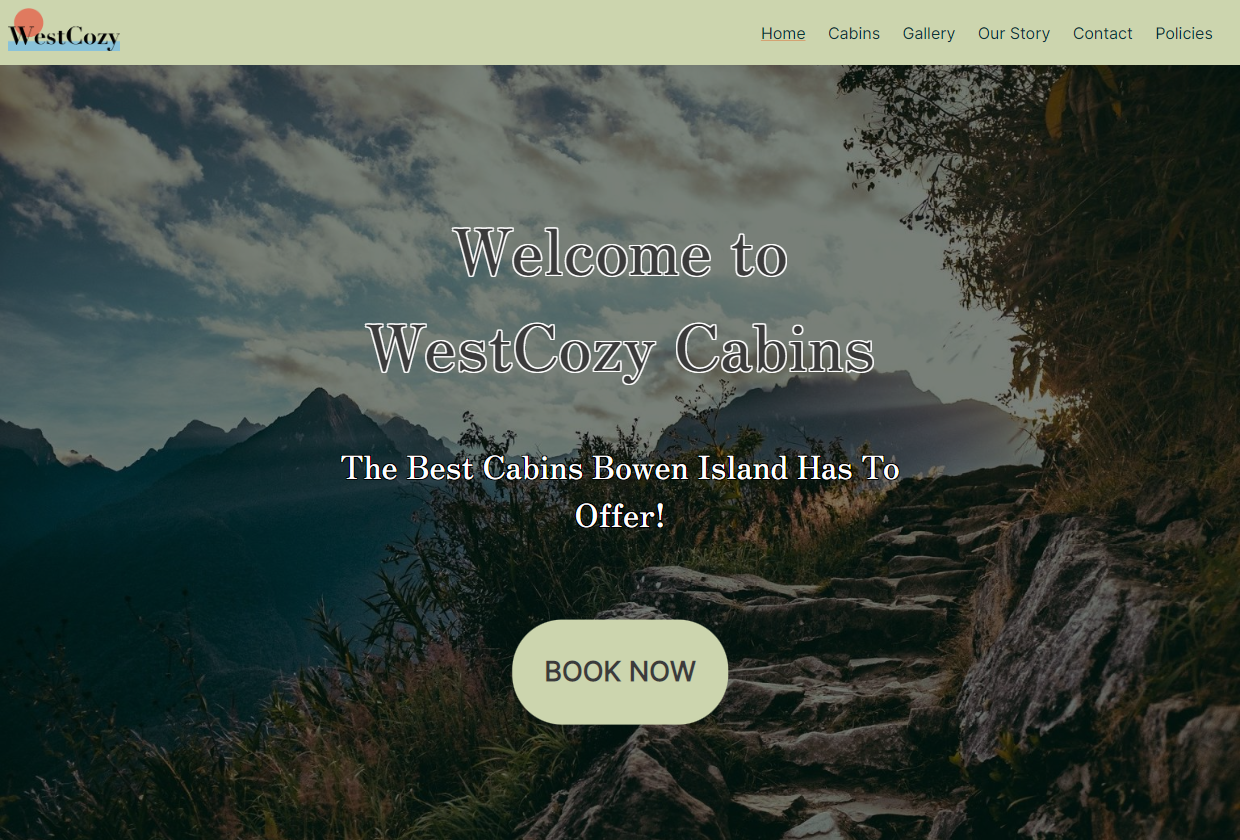 WestCozy
Home Cabins Gallery Our Story Contact Policies
Welcome to
WestCozy Cabins
The Best Cabins Bowen Island Has To
Offer!
BOOK NOW